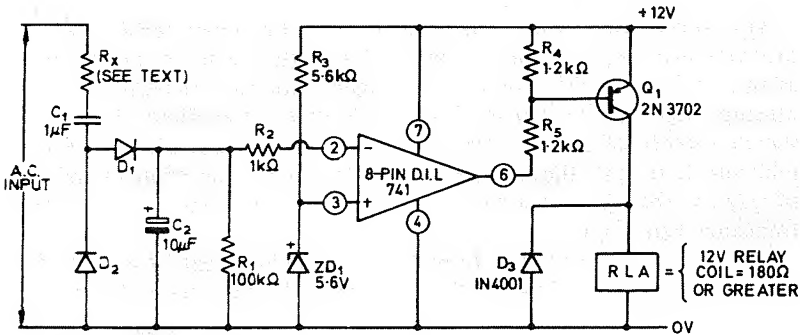 +12V
RX
(SEE TEXT)
C1
1μF
A.C.
INPUT
D1
D2
C2
10μF
+
R1
100kΩ
R2
1kΩ
R3
5.6kΩ
ZD1
5.6V
+
2
3
-
+
8-PIN D.I.L
741
7
4
6
R4
1.2kΩ
R5
1.2kΩ
Q1
2N 3702
D3
IN4001
RLA
=
12V RELAY
COIL = 180Ω
OR GREATER
0V